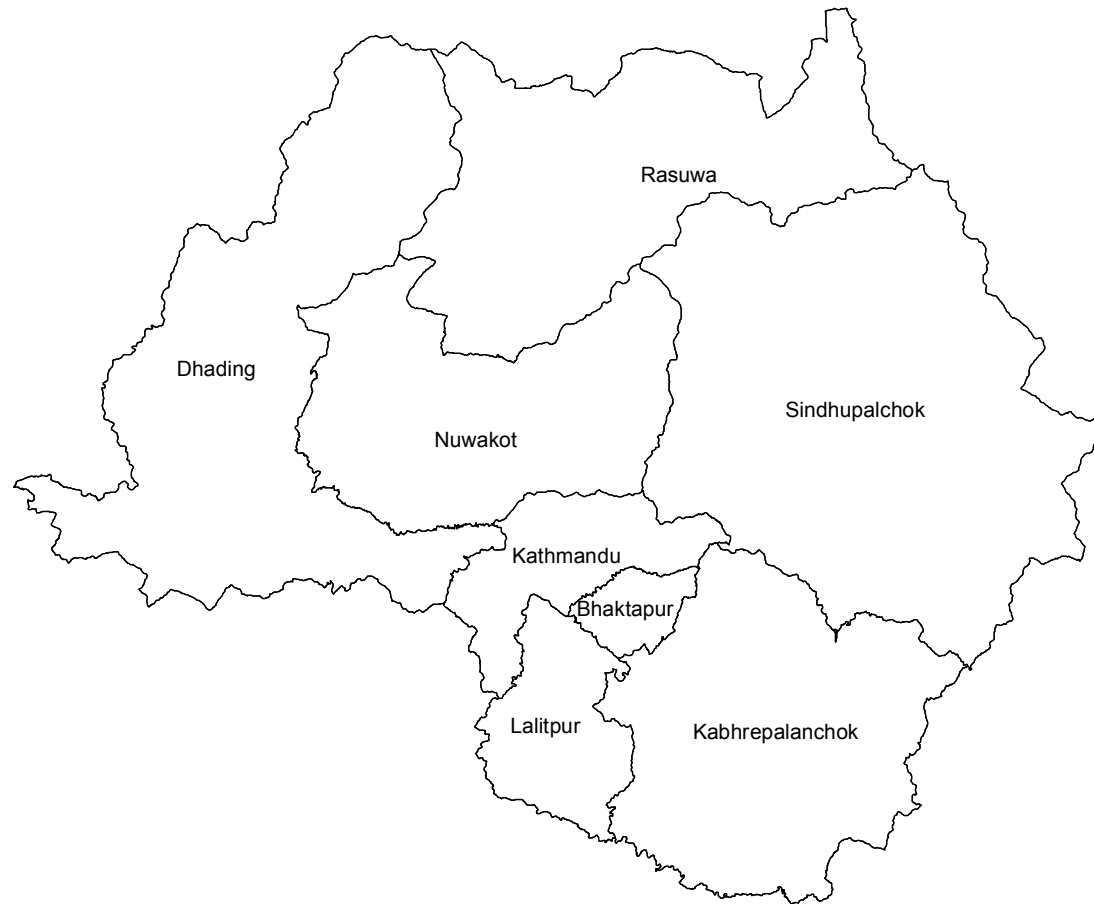 Rasuwa
Dhading
Sindhupalchok
Nuwakot
Kathmandu
Bhaktapur
Lalitpur
Kabhrepalanchok